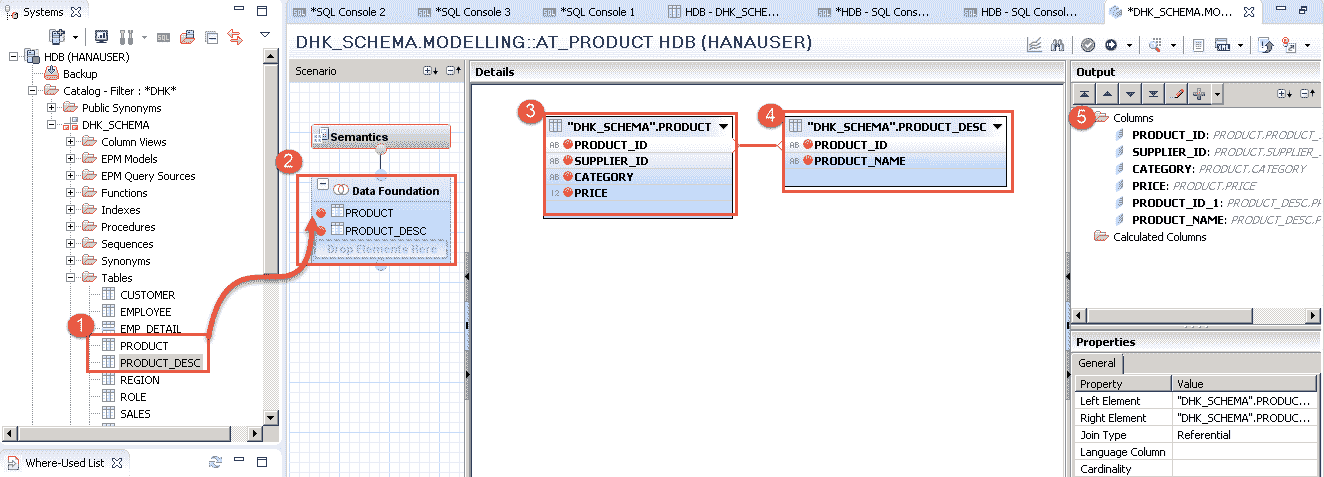 Systems
*SQL Console 2
*SQL Console 3
*SQL Console 1
HDB - DHK_SCHE...
*HDB - SQL Conso...
HDB - SQL Consol...
*DHK_SCHEMA.MO...
DHK_SCHEMA.MODELLING::AT_PRODUCT HDB (HANAUSER)
HDB (HANAUSER)
Backup
Catalog - Filter : *DHK*
Public Synonyms
DHK_SCHEMA
Column Views
EPM Models
EPM Query Sources
Functions
Indexes
Procedures
Sequences
Synonyms
Tables
CUSTOMER
EMPLOYEE
EMP_DETAIL
1
PRODUCT
PRODUCT_DESC
REGION
ROLE
SALES
Where-Used List
Scenario
Semantics
2
Data Foundation
PRODUCT
PRODUCT_DESC
Drop Elements Here
Details
3
"DHK_SCHEMA".PRODUCT
AB PRODUCT_ID
AB SUPPLIER_ID
AB CATEGORY
12 PRICE
4
"DHK_SCHEMA".PRODUCT_DESC
AB PRODUCT_ID
AB PRODUCT_NAME
Output
5
Columns
PRODUCT_ID: PRODUCT.PRODUCT_
SUPPLIER_ID: PRODUCT.SUPPLIER_
CATEGORY: PRODUCT.CATEGORY
PRICE: PRODUCT.PRICE
PRODUCT_ID_1: PRODUCT_DESC.PR
PRODUCT_NAME: PRODUCT_DESC.P
Calculated Columns
Properties
General
Property Value
Left Element "DHK_SCHEMA".PRODUC...
Right Element "DHK_SCHEMA".PRODUC...
Join Type Referential
Language Column
Cardinality